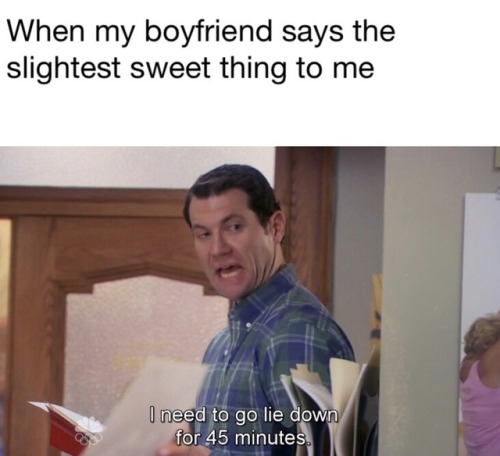 When my boyfriend says the
slightest sweet thing to me
I need to go lie down
for 45 minutes.